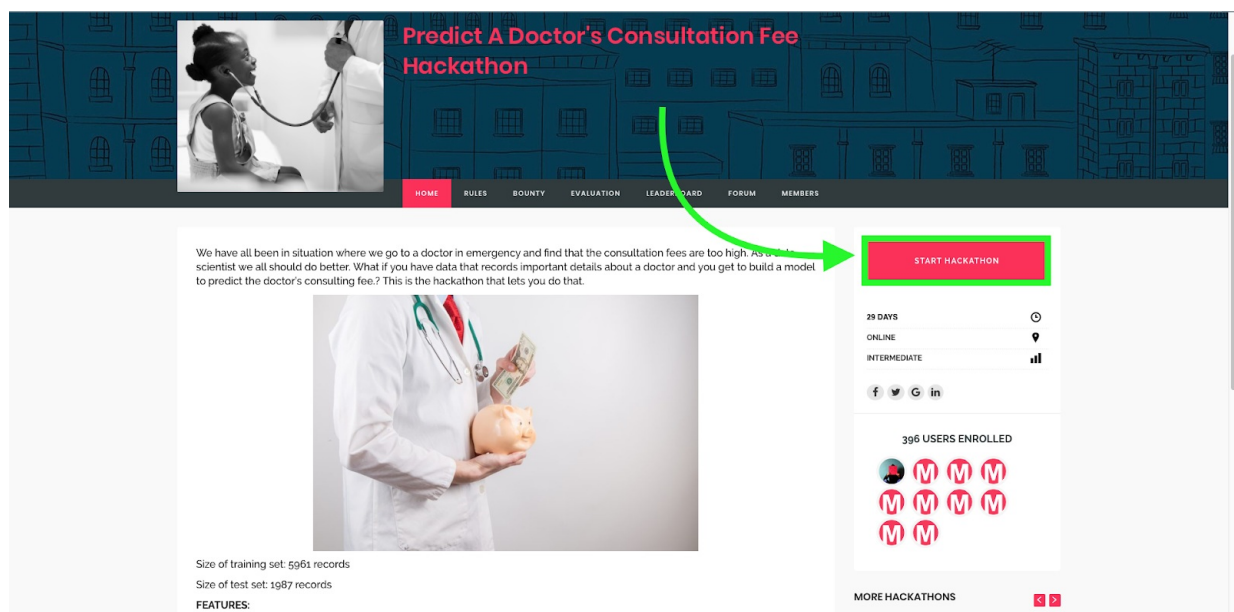 Predict A Doctor's Consultation Fee
Hackathon
HOME RULES BOUNTY EVALUATION LEADERBOARD FORUM MEMBERS
We have all been in situation where we go to a doctor in emergency and find that the consultation fees are too high. As a data
scientist we all should do better. What if you have data that records important details about a doctor and you get to build a model
to predict the doctor's consulting fee.? This is the hackathon that lets you do that.
Size of training set: 5961 records
Size of test set: 1987 records
FEATURES:
START HACKATHON
29 DAYS
ONLINE
INTERMEDIATE
f G in
396 USERS ENROLLED
M M M
M M M M
M M
MORE HACKATHONS < >